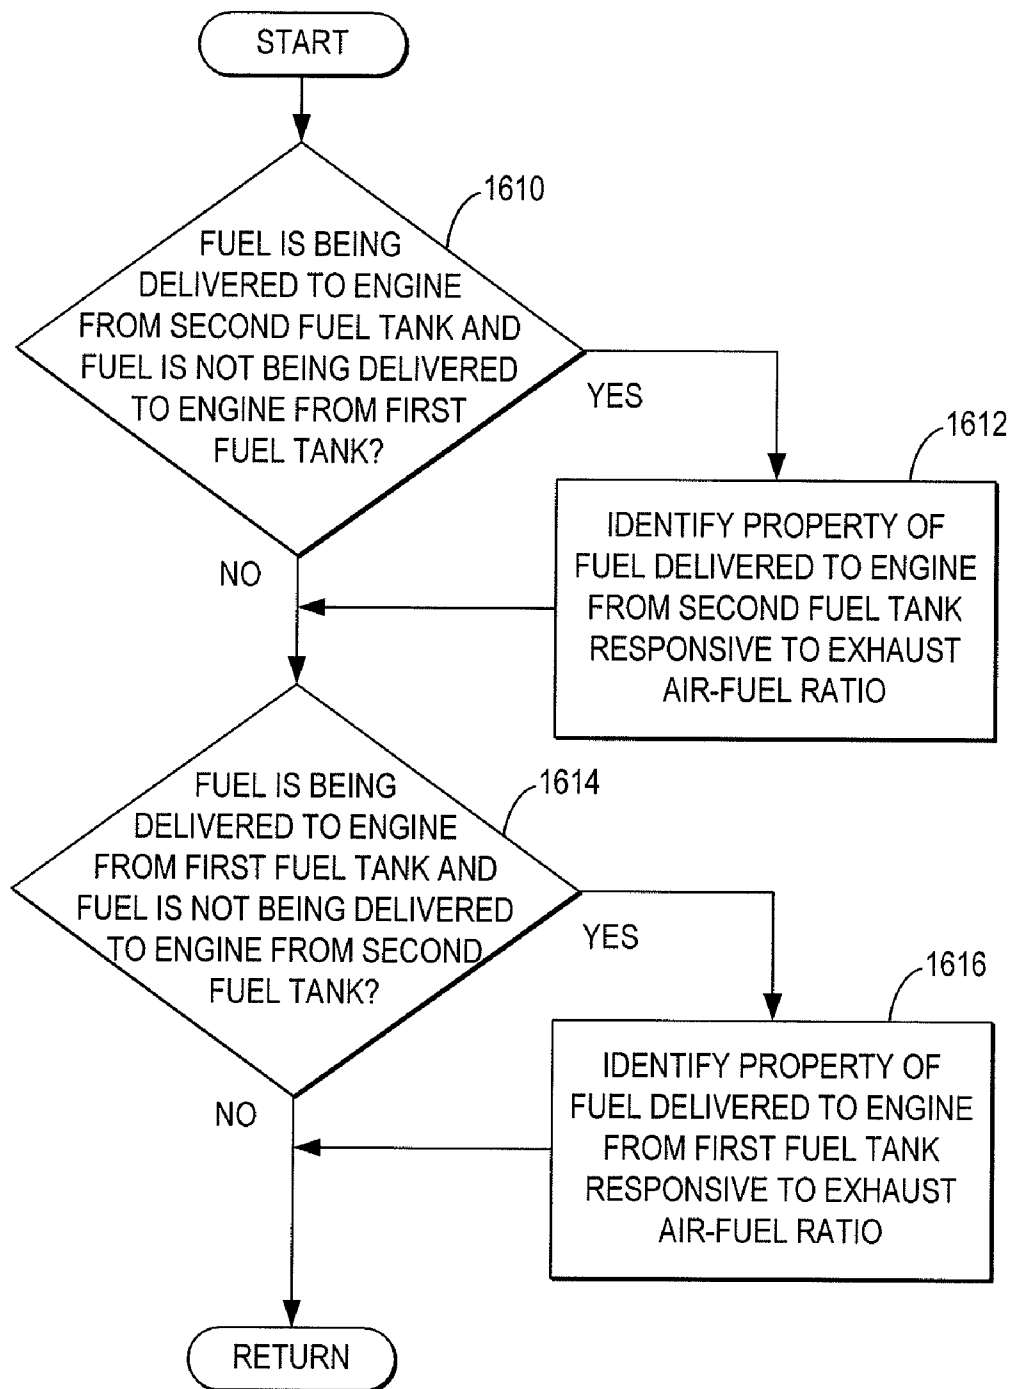 START
1610
FUEL IS BEING
DELIVERED TO ENGINE
FROM SECOND FUEL TANK AND
FUEL IS NOT BEING DELIVERED
TO ENGINE FROM FIRST
FUEL TANK?
YES
NO
1612
IDENTIFY PROPERTY OF
FUEL DELIVERED TO ENGINE
FROM SECOND FUEL TANK
RESPONSIVE TO EXHAUST
AIR-FUEL RATIO
1614
FUEL IS BEING
DELIVERED TO ENGINE
FROM FIRST FUEL TANK AND
FUEL IS NOT BEING DELIVERED
TO ENGINE FROM SECOND
FUEL TANK?
YES
NO
1616
IDENTIFY PROPERTY OF
FUEL DELIVERED TO ENGINE
FROM FIRST FUEL TANK
RESPONSIVE TO EXHAUST
AIR-FUEL RATIO
RETURN